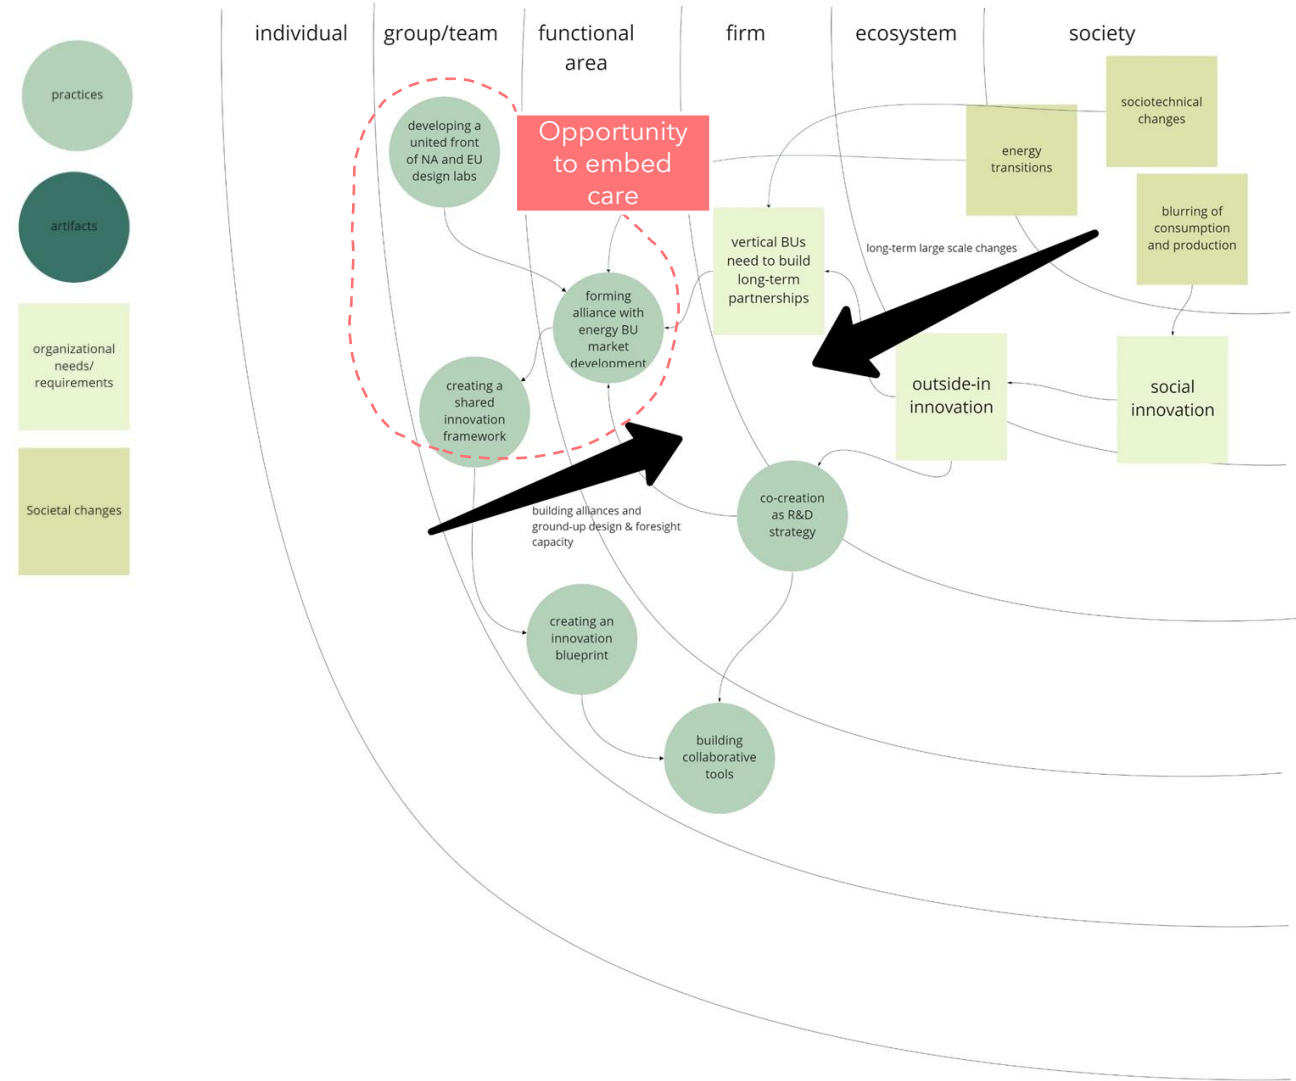 individual
group/team
functional
area
firm
ecosystem
society
practices
artifacts
organizational
needs/
requirements
Societal changes
developing a
united front
of NA and EU
design labs
Opportunity
to embed
care
forming
alliance with
energy BU
market
development
creating a
shared
innovation
framework
vertical BUs
need to build
long-term
partnerships
energy
transitions
sociotechnical
changes
blurring of
consumption
and production
long-term large scale changes
outside-in
innovation
social
innovation
building alliances and
ground-up design & foresight
capacity
co-creation
as R&D
strategy
creating an
innovation
blueprint
building
collaborative
tools